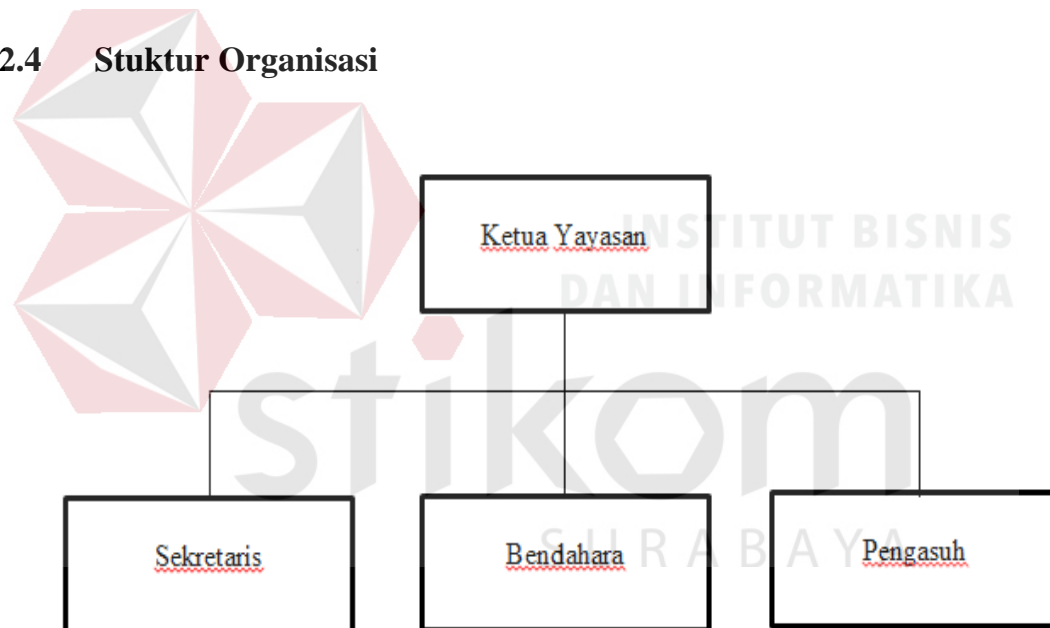 2.4 Stuktur Organisasi
Ketua Yayasan
INSTITUT BISNIS
DAN INFORMATIKA
stikom
SURABAYA
Sekretaris
Bendahara
Pengasuh